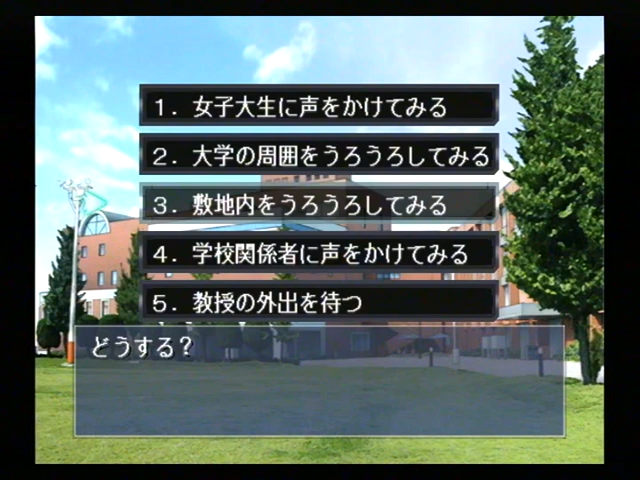 1．女子大生に声をかけてみる
2．大学の周囲をうろうろしてみる
3．敷地内をうろうろしてみる
4．学校関係者に声をかけてみる
5．教授の外出を待つ
どうする？